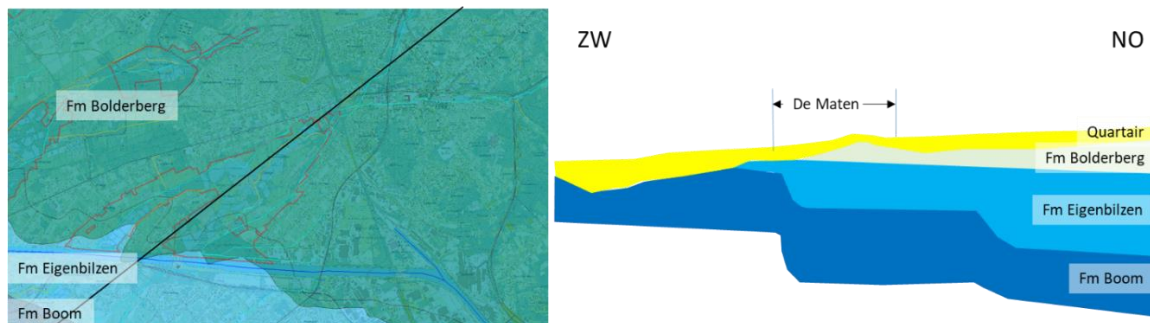 Fm Bolderberg
Fm Eigenbilzen
Fm Boom
ZW
NO
De Maten
Quartair
Fm Bolderberg
Fm Eigenbilzen
Fm Boom